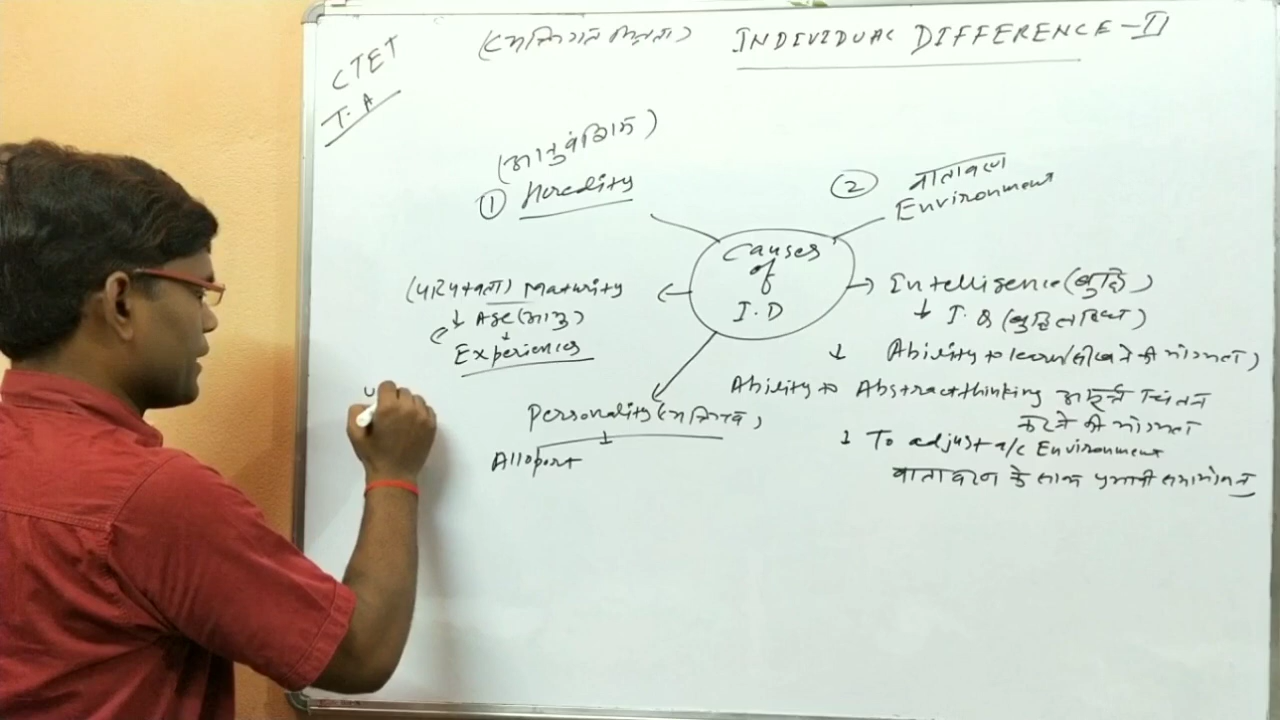 CTET
T.A
(व्यक्तिगत भिन्नता) INDIVIDUAL DIFFERENCE-II
(आनुवंशिक)
① Heredity
② वातावरण
Environment
Causes
of
I.D
(परिपक्वता) Maturity
↓ Age (आयु)
↓
Experiences
→ Intelligence (बुद्धि)
↓ I.Q (बुद्धि लब्धि)
↓ Ability to learn (सीखने की योग्यता)
Ability to Abstract thinking अमूर्त चिंतन
करने की योग्यता
↓ To adjust a/c Environment
वातावरण के साथ प्रभावी समायोजन
Personality (व्यक्तित्व)
↓
Allport